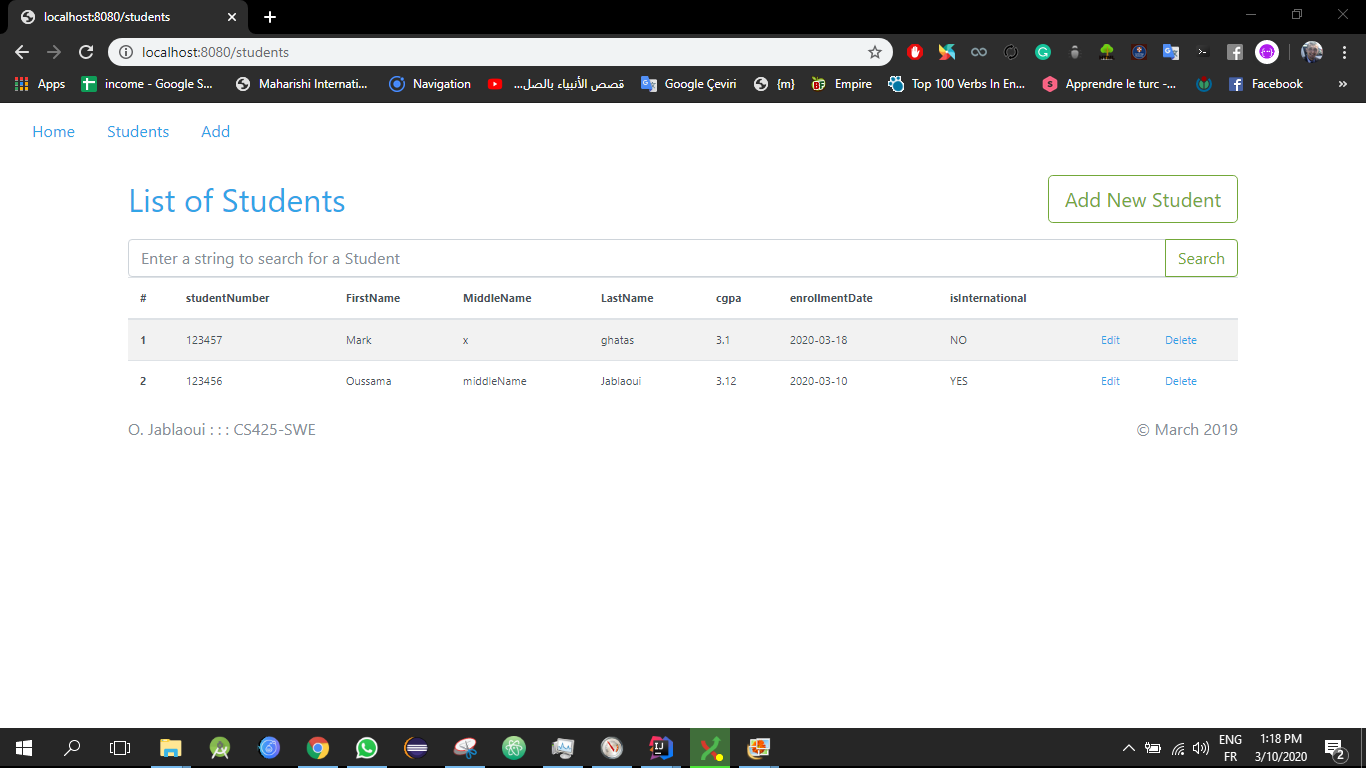 localhost:8080/students
localhost:8080/students
Apps income - Google S... Maharishi Internati... Navigation قصص الأنبياء بالصل... Google Çeviri {m} Empire Top 100 Verbs In En... Apprendre le turc -... Facebook »
Home Students Add
List of Students Add New Student
Enter a string to search for a Student Search
# studentNumber FirstName MiddleName LastName cgpa enrollmentDate isInternational
1 123457 Mark x ghatas 3.1 2020-03-18 NO Edit Delete
2 123456 Oussama middleName Jablaoui 3.12 2020-03-10 YES Edit Delete
O. Jablaoui : : : CS425-SWE © March 2019
ENG 1:18 PM
FR 3/10/2020 2